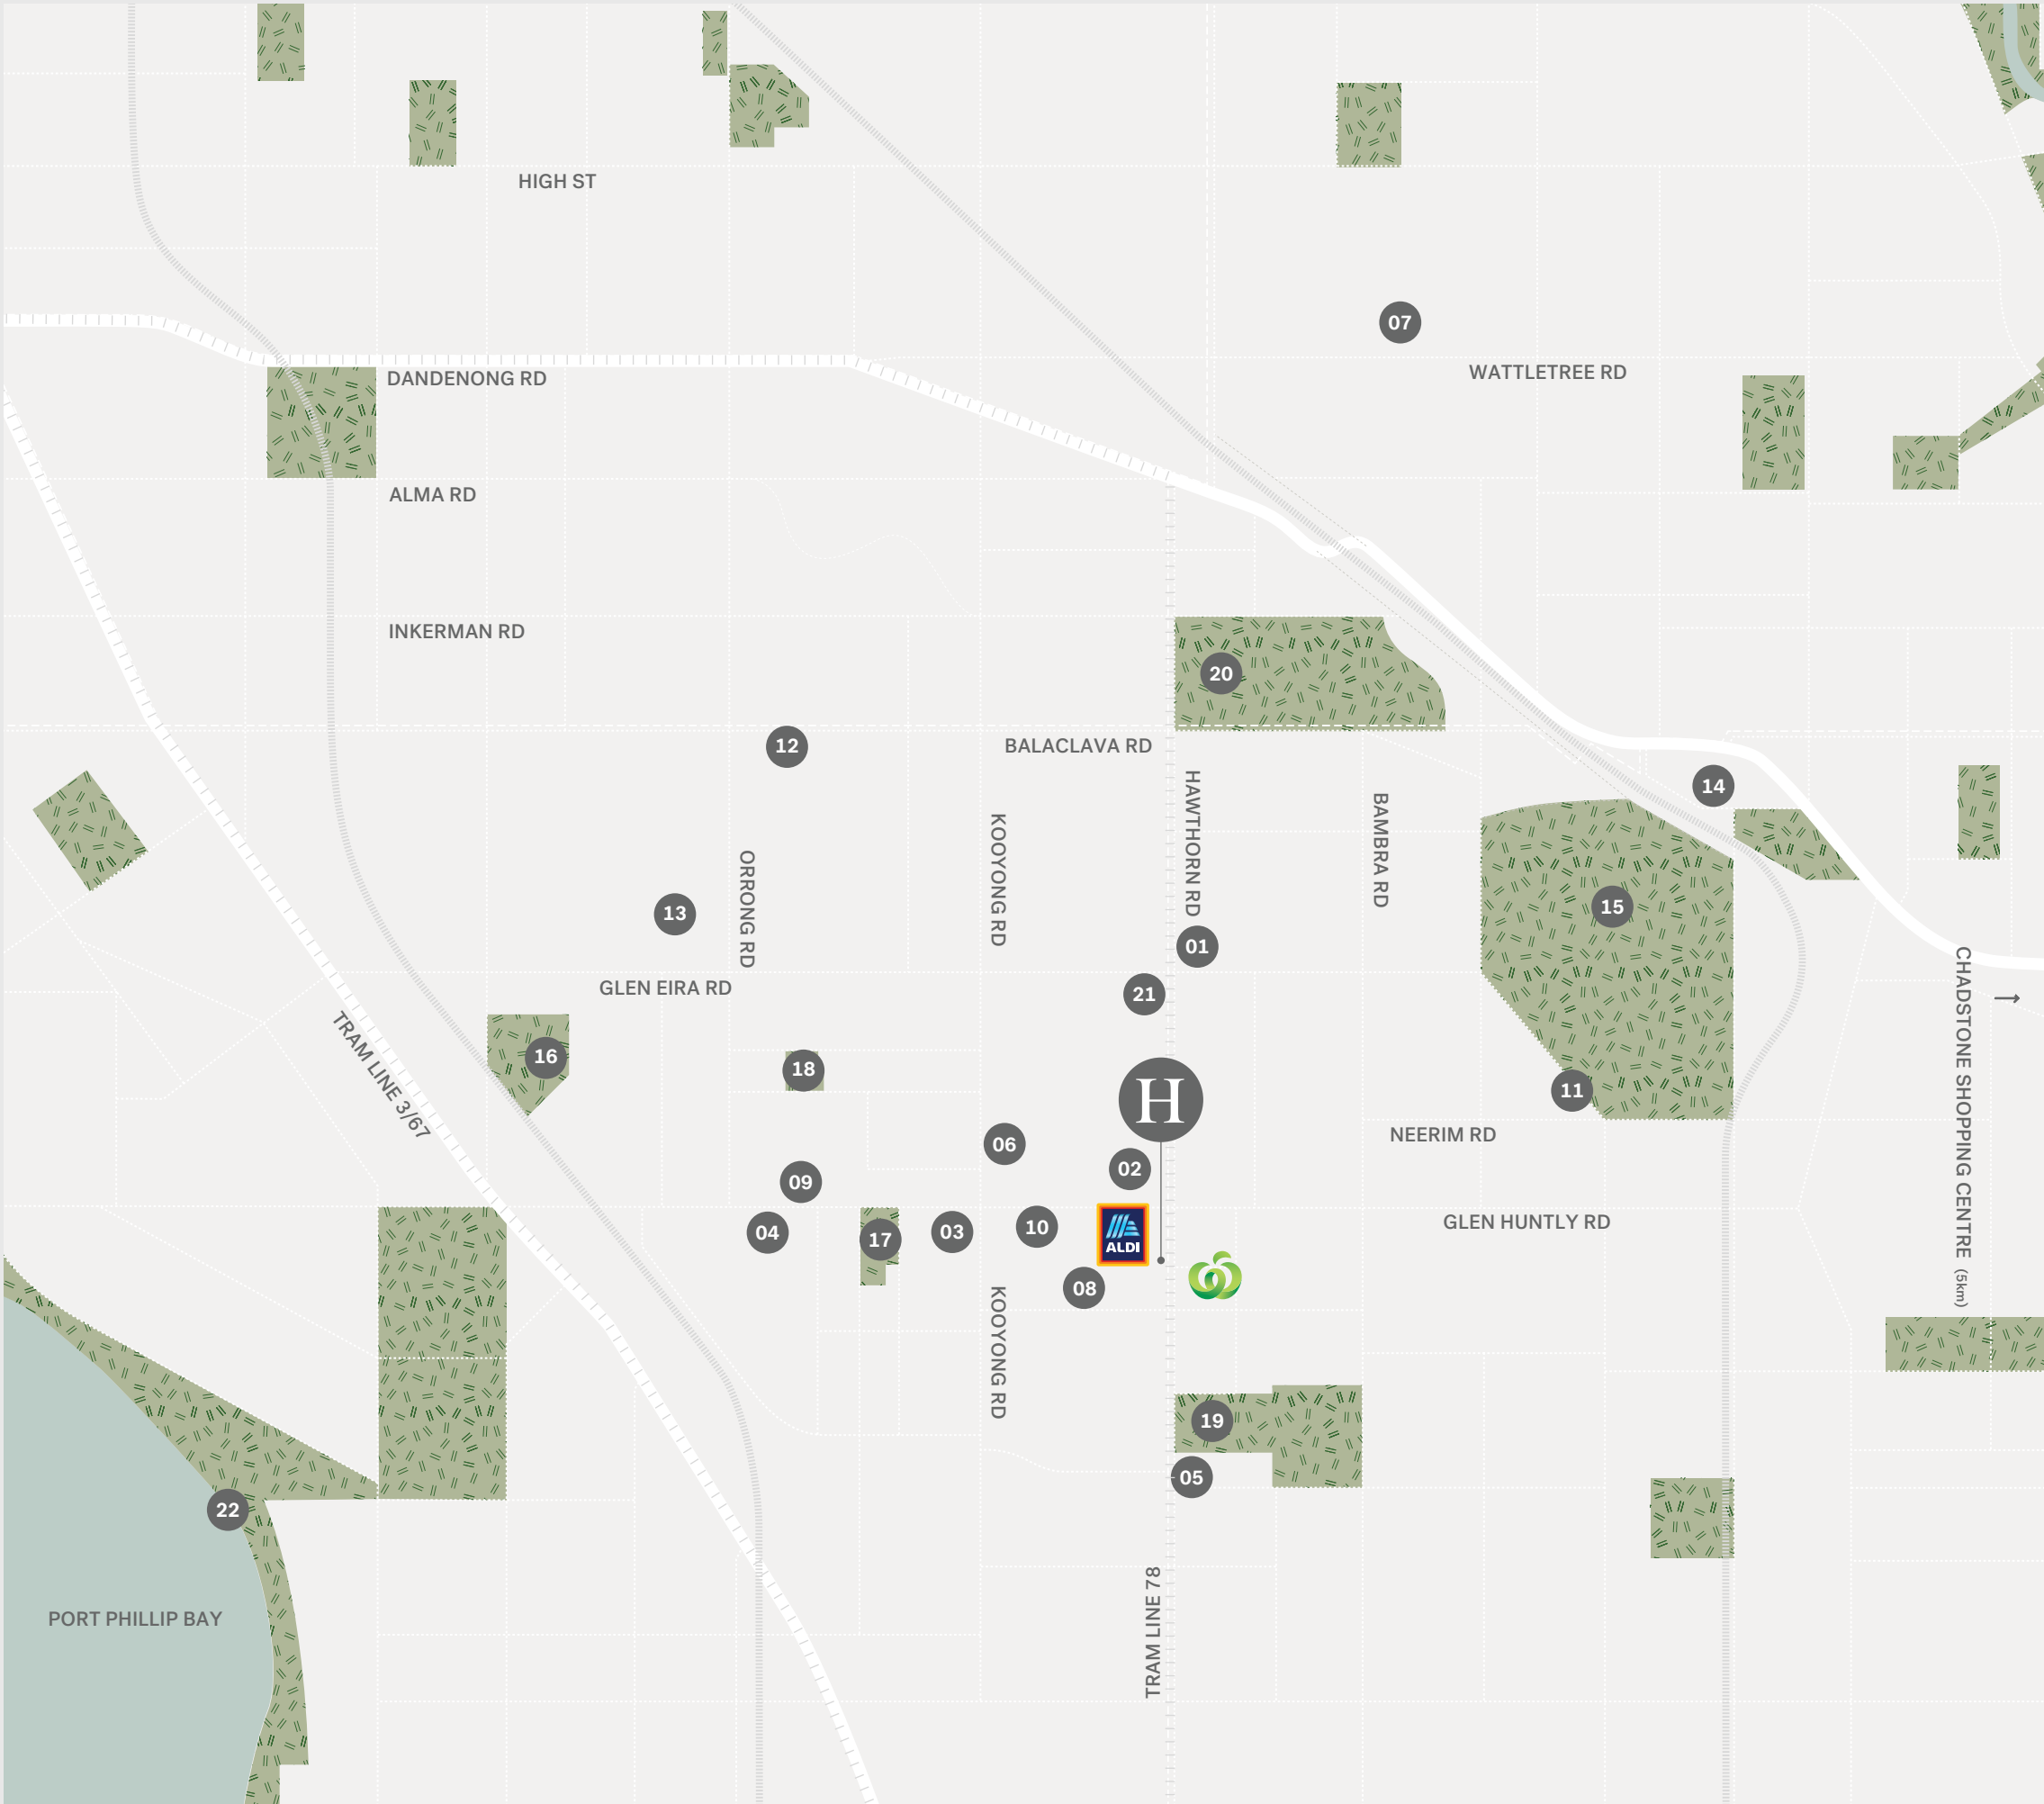 HIGH ST
07
WATTLETREE RD
DANDENONG RD
ALMA RD
INKERMAN RD
20
12
BALACLAVA RD
14
HAWTHORN RD
BAMBRA RD
KOOYONG RD
ORRONG RD
13
15
01
GLEN EIRA RD
21
CHADSTONE SHOPPING CENTRE (5km)
→
TRAM LINE 3/67
16
18
11
H
NEERIM RD
06
02
09
04
17
03
10
ALDI
GLEN HUNTLY RD
08
KOOYONG RD
19
05
22
PORT PHILLIP BAY
TRAM LINE 78